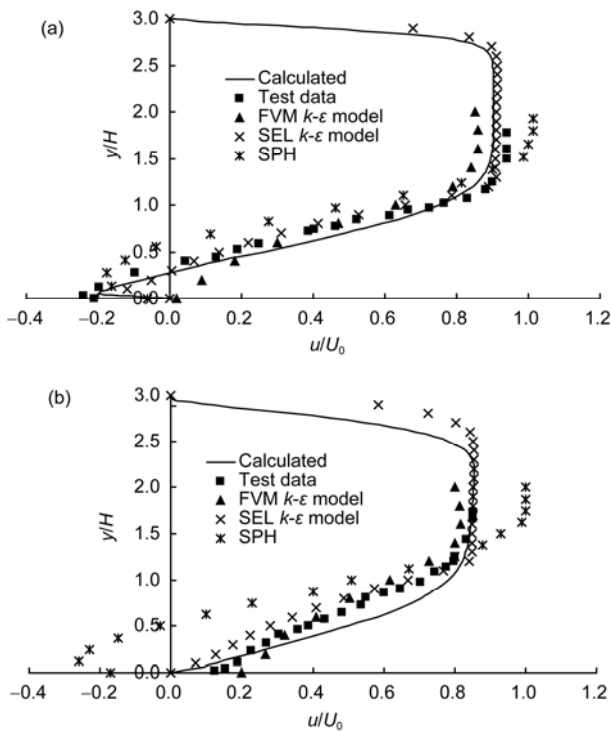 (a)
3.0
2.5
2.0
1.5
1.0
0.5
0.0
y/H
Calculated
Test data
FVM k-ε model
SEL k-ε model
SPH
−0.4 −0.2 0 0.2 0.4 0.6 0.8 1.0 1.2
u/U₀
(b)
3.0
2.5
2.0
1.5
1.0
0.5
0.0
y/H
Calculated
Test data
FVM k-ε model
SEL k-ε model
SPH
−0.4 −0.2 0 0.2 0.4 0.6 0.8 1.0 1.2
u/U₀